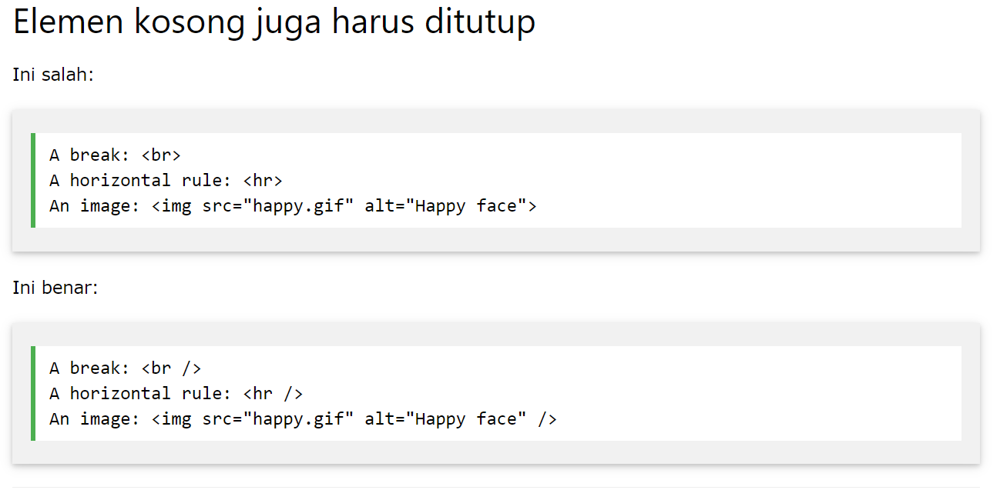 Elemen kosong juga harus ditutup
Ini salah:
A break: <br>
A horizontal rule: <hr>
An image: <img src="happy.gif" alt="Happy face">
Ini benar:
A break: <br />
A horizontal rule: <hr />
An image: <img src="happy.gif" alt="Happy face" />